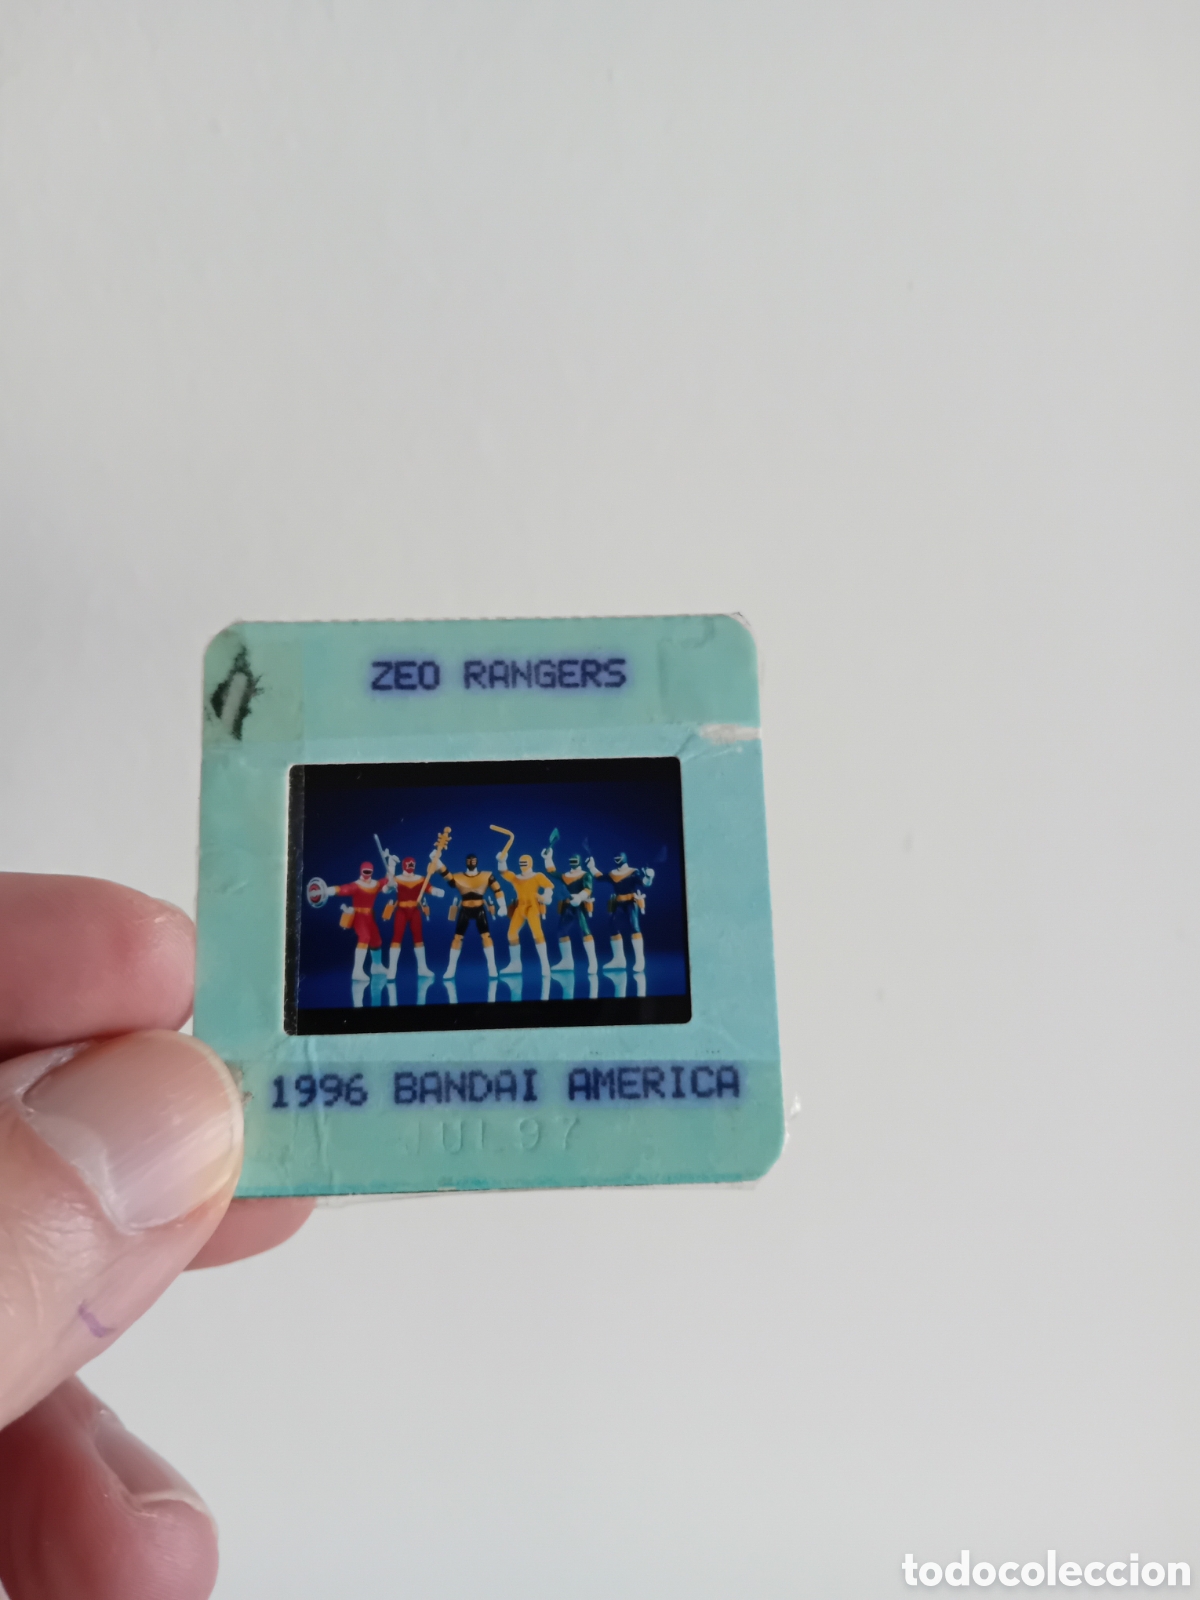 ZEO RANGERS
1996 BANDAI AMERICA
JUL 97
todocoleccion